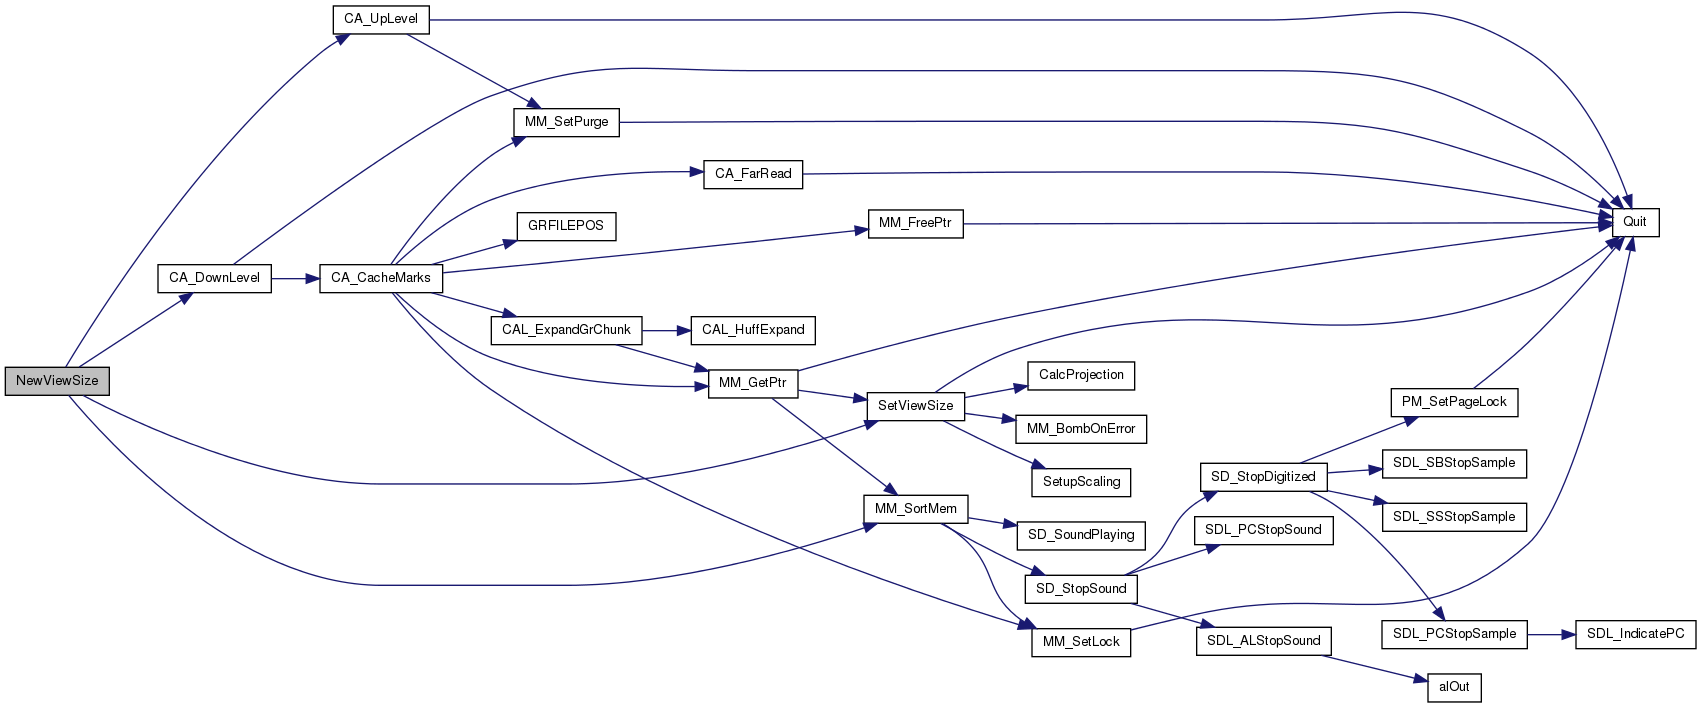 CA_UpLevel
MM_SetPurge
CA_FarRead
GRFILEPOS
MM_FreePtr
Quit
CA_DownLevel
CA_CacheMarks
CAL_ExpandGrChunk
CAL_HuffExpand
NewViewSize
MM_GetPtr
CalcProjection
SetViewSize
PM_SetPageLock
MM_BombOnError
SDL_SBStopSample
SetupScaling
SD_StopDigitized
MM_SortMem
SDL_SSStopSample
SD_SoundPlaying
SDL_PCStopSound
SD_StopSound
MM_SetLock
SDL_ALStopSound
SDL_PCStopSample
SDL_IndicatePC
alOut